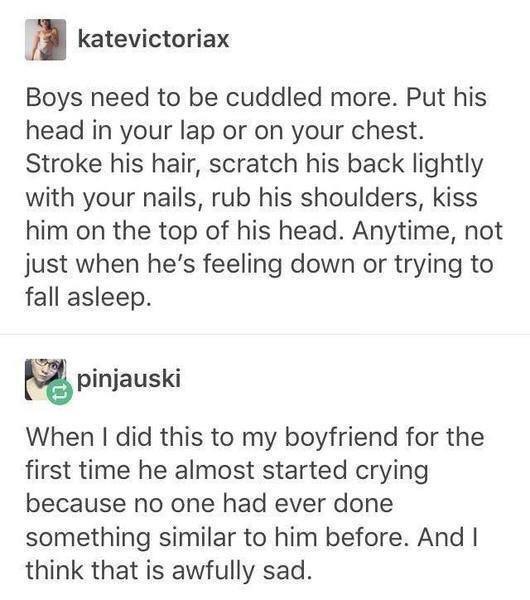 katevictoriax
Boys need to be cuddled more. Put his
head in your lap or on your chest.
Stroke his hair, scratch his back lightly
with your nails, rub his shoulders, kiss
him on the top of his head. Anytime, not
just when he's feeling down or trying to
fall asleep.
pinjauski
When I did this to my boyfriend for the
first time he almost started crying
because no one had ever done
something similar to him before. And I
think that is awfully sad.